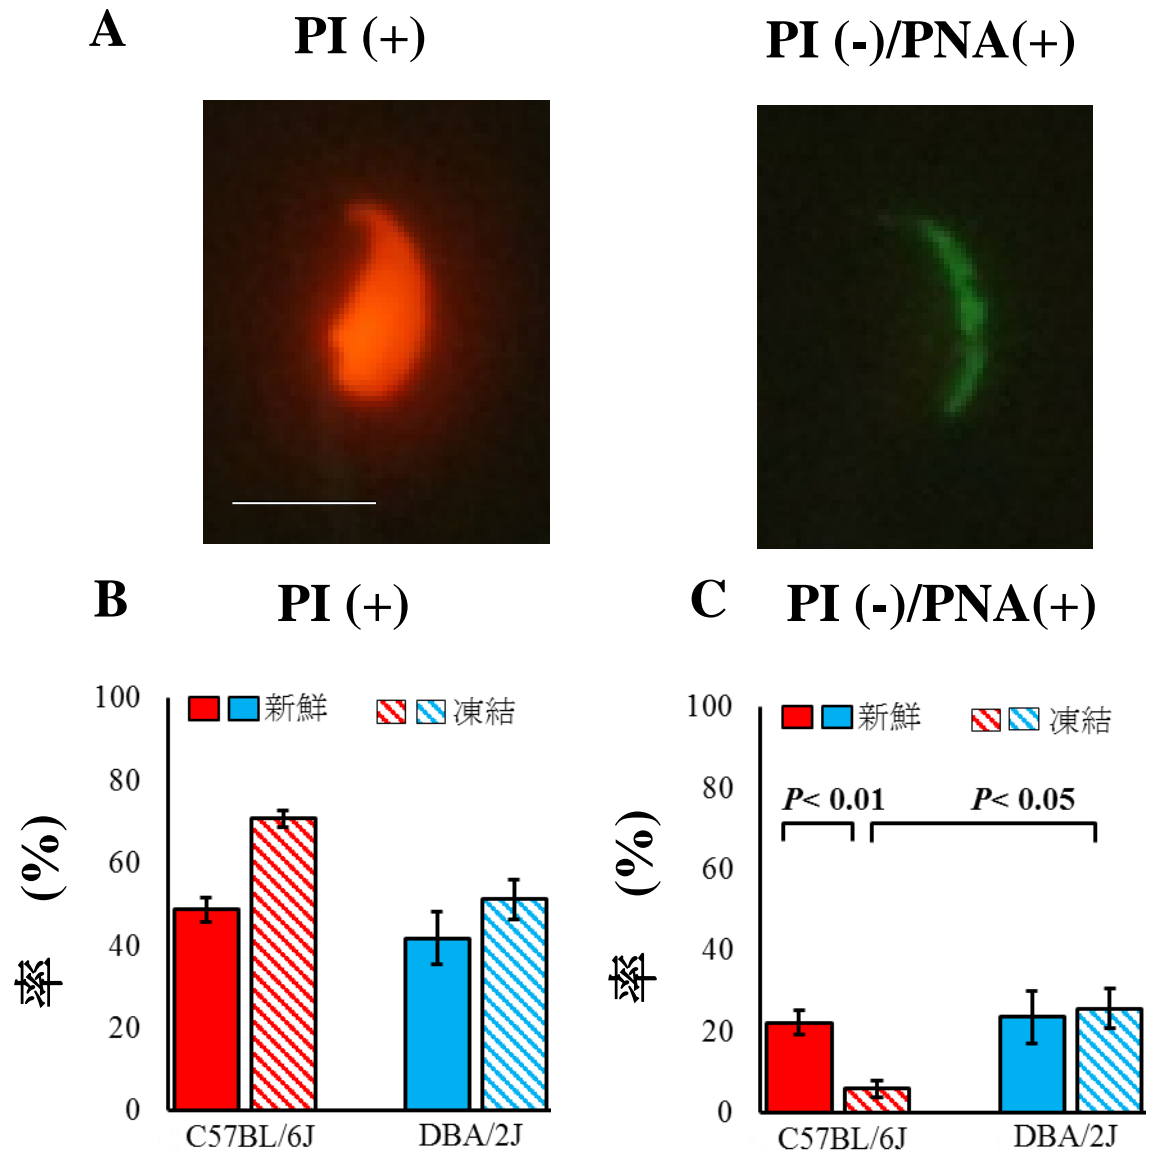 A
PI (+)
PI (-)/PNA(+)
B
PI (+)
100
80
60
40
20
0
率 (%)
新鮮
凍結
C57BL/6J
DBA/2J
C
PI (-)/PNA(+)
100
80
60
40
20
0
率 (%)
新鮮
凍結
P< 0.01
P< 0.05
C57BL/6J
DBA/2J